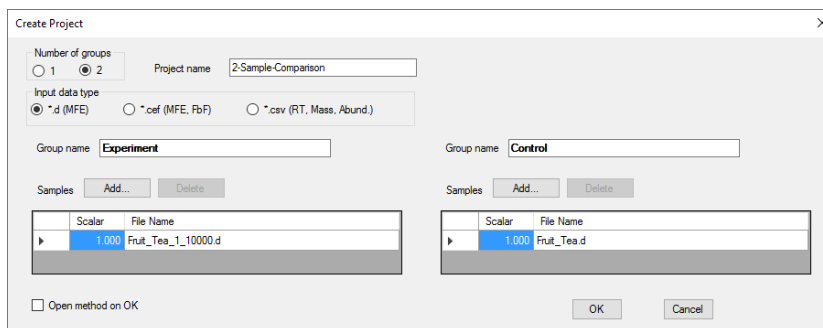 Create Project
Number of groups
1 2
Project name 2-Sample-Comparison
Input data type
*.d (MFE) *.cef (MFE, FbF) *.csv (RT, Mass, Abund.)
Group name Experiment
Group name Control
Samples Add... Delete
Samples Add... Delete
Scalar File Name
1.000 Fruit_Tea_1_10000.d
Scalar File Name
1.000 Fruit_Tea.d
Open method on OK
OK Cancel